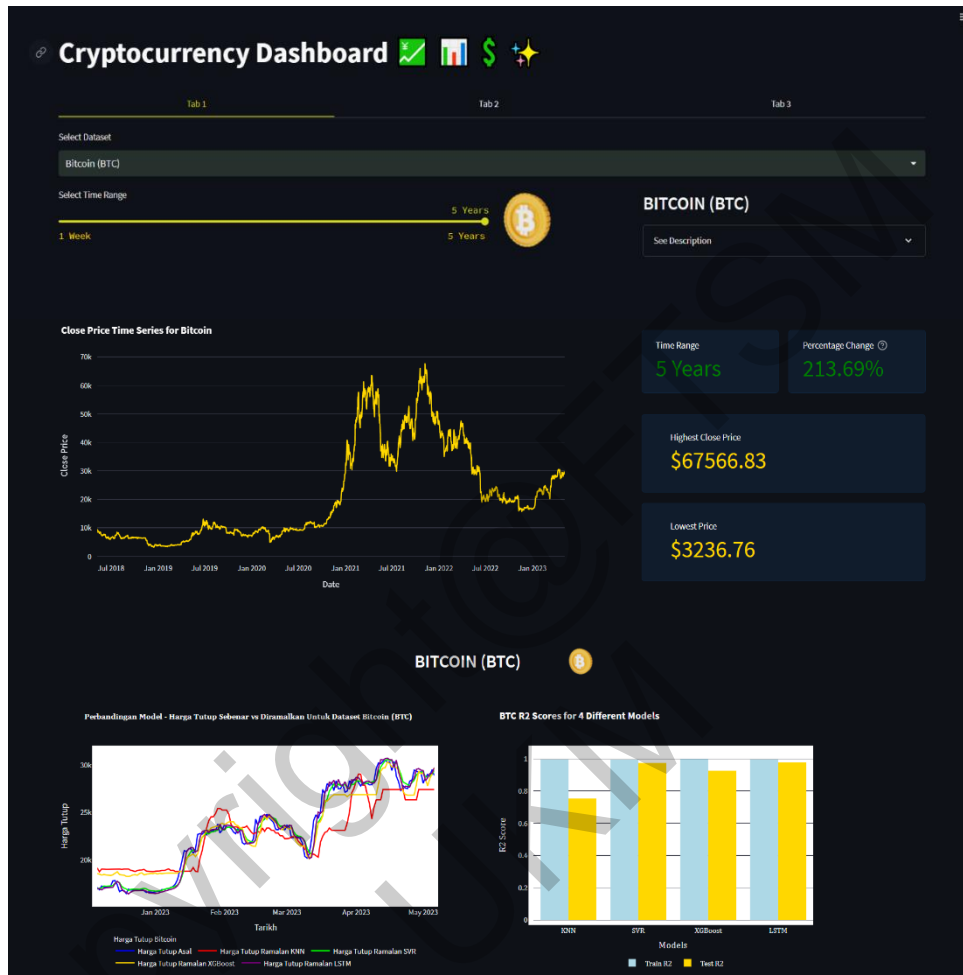 Cryptocurrency Dashboard
Tab 1 Tab 2 Tab 3
Select Dataset
Bitcoin (BTC)
Select Time Range
5 Years
1 Week 5 Years
BITCOIN (BTC)
See Description
Close Price Time Series for Bitcoin
70k
60k
50k
40k
30k
20k
10k
0
Close Price
Jul 2018 Jan 2019 Jul 2019 Jan 2020 Jul 2020 Jan 2021 Jul 2021 Jan 2022 Jul 2022 Jan 2023
Date
Time Range
5 Years
Percentage Change
213.69%
Highest Close Price
$67566.83
Lowest Price
$3236.76
BITCOIN (BTC)
Perbandingan Model - Harga Tutup Sebenar vs Diramalkan Untuk Dataset Bitcoin (BTC)
30k
25k
20k
Harga Tutup
Jan 2023 Feb 2023 Mar 2023 Apr 2023 May 2023
Tarikh
Harga Tutup Bitcoin
Harga Tutup Asal Harga Tutup Ramalan KNN Harga Tutup Ramalan SVR
Harga Tutup Ramalan XGBoost Harga Tutup Ramalan LSTM
BTC R2 Scores for 4 Different Models
1
0.8
0.6
0.4
0.2
0
R2 Score
KNN SVR XGBoost LSTM
Models
Train R2 Test R2
pyright@FTSM
UKM